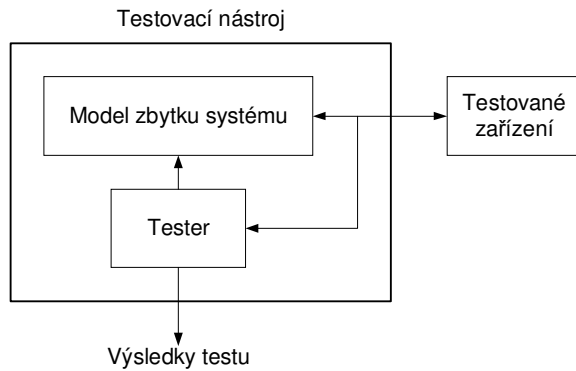 Testovací nástroj
Model zbytku systému
Testované
zařízení
Tester
Výsledky testu